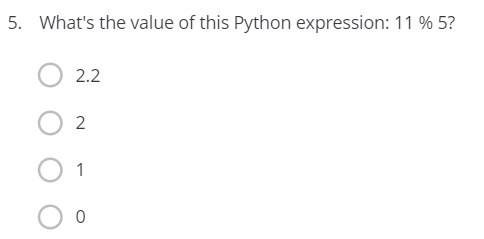 5. What's the value of this Python expression: 11 % 5?
2.2
2
1
0